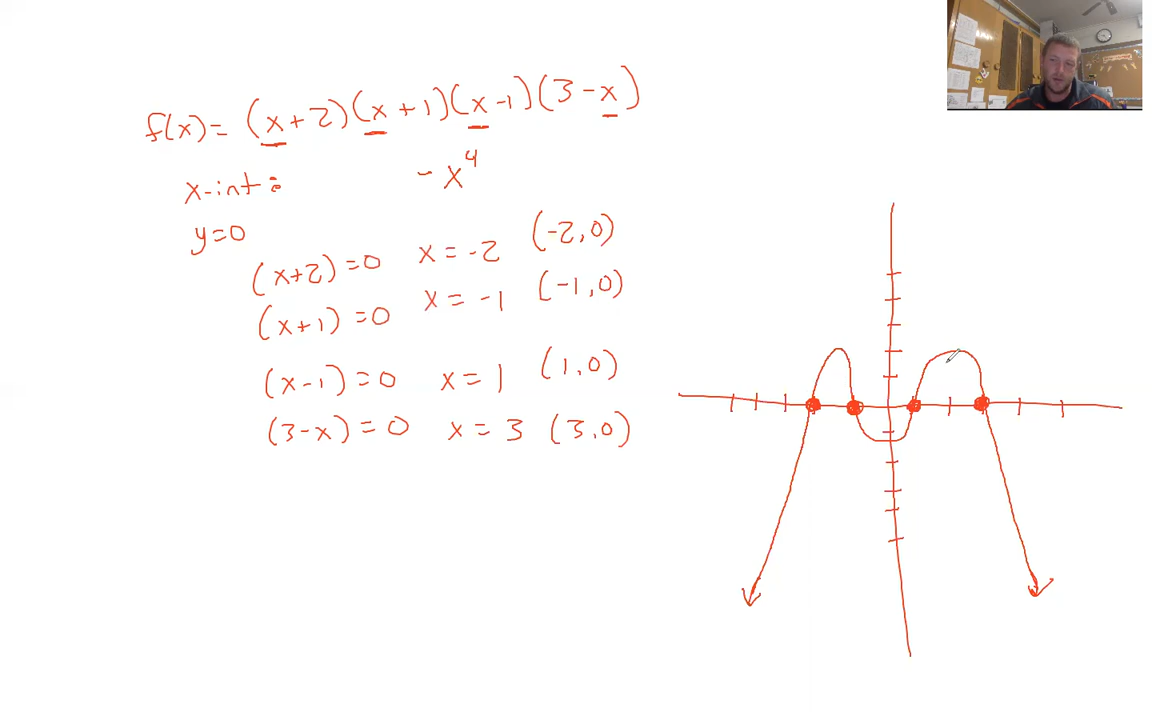 f(x) = (x+2)(x+1)(x-1)(3-x)
x-int: -x⁴
y=0
(x+2)=0 x = -2 (-2,0)
(x+1)=0 x = -1 (-1,0)
(x-1)=0 x = 1 (1,0)
(3-x)=0 x = 3 (3,0)